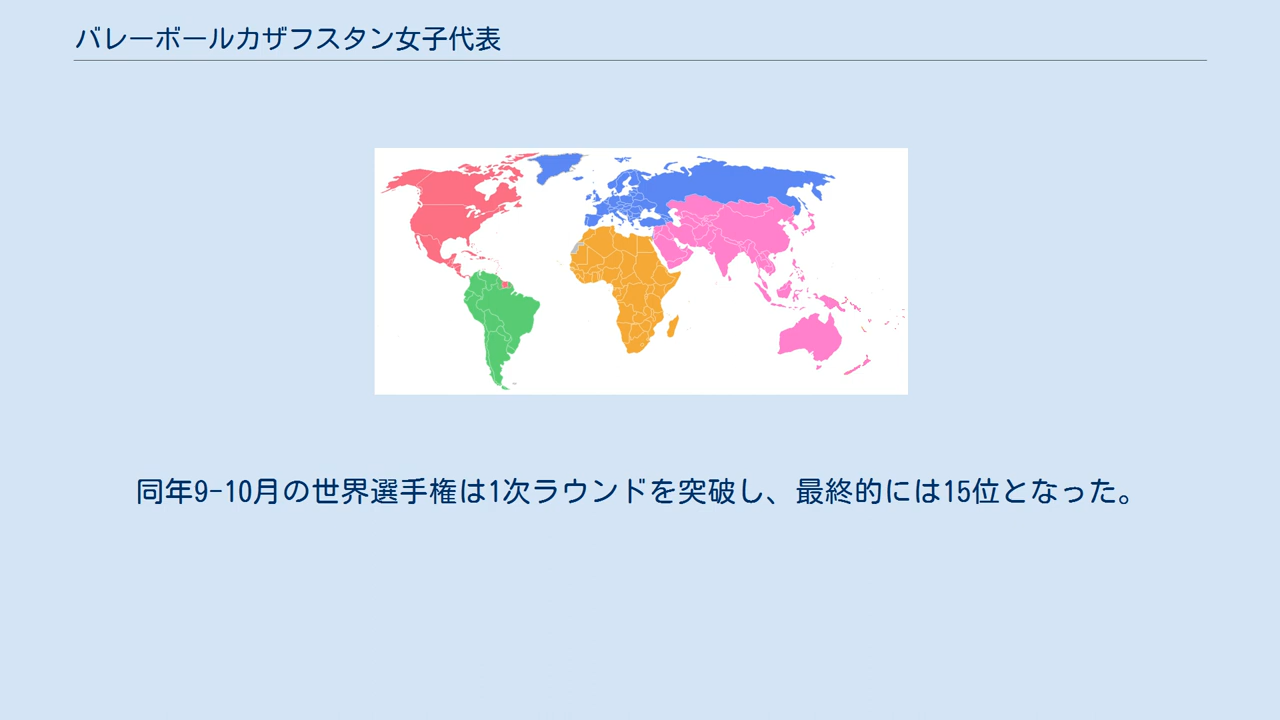 バレーボールカザフスタン女子代表
同年9-10月の世界選手権は1次ラウンドを突破し、最終的には15位となった。